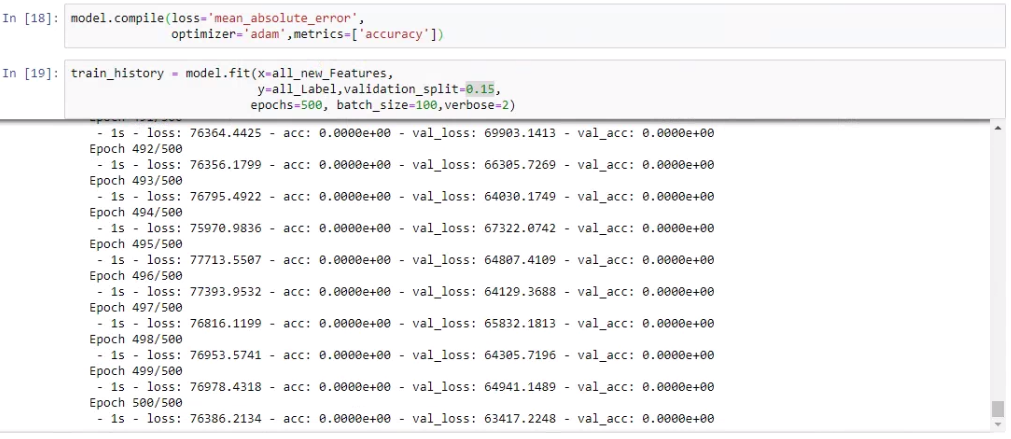 In [18]: model.compile(loss='mean_absolute_error',
optimizer='adam',metrics=['accuracy'])
In [19]: train_history = model.fit(x=all_new_Features,
y=all_Label,validation_split=0.15,
epochs=500, batch_size=100,verbose=2)
Epoch 491/500
- 1s - loss: 76364.4425 - acc: 0.0000e+00 - val_loss: 69903.1413 - val_acc: 0.0000e+00
Epoch 492/500
- 1s - loss: 76356.1799 - acc: 0.0000e+00 - val_loss: 66305.7269 - val_acc: 0.0000e+00
Epoch 493/500
- 1s - loss: 76795.4922 - acc: 0.0000e+00 - val_loss: 64030.1749 - val_acc: 0.0000e+00
Epoch 494/500
- 1s - loss: 75970.9836 - acc: 0.0000e+00 - val_loss: 67322.0742 - val_acc: 0.0000e+00
Epoch 495/500
- 1s - loss: 77713.5507 - acc: 0.0000e+00 - val_loss: 64807.4109 - val_acc: 0.0000e+00
Epoch 496/500
- 1s - loss: 77393.9532 - acc: 0.0000e+00 - val_loss: 64129.3688 - val_acc: 0.0000e+00
Epoch 497/500
- 1s - loss: 76816.1199 - acc: 0.0000e+00 - val_loss: 65832.1813 - val_acc: 0.0000e+00
Epoch 498/500
- 1s - loss: 76953.5741 - acc: 0.0000e+00 - val_loss: 64305.7196 - val_acc: 0.0000e+00
Epoch 499/500
- 1s - loss: 76978.4318 - acc: 0.0000e+00 - val_loss: 64941.1489 - val_acc: 0.0000e+00
Epoch 500/500
- 1s - loss: 76386.2134 - acc: 0.0000e+00 - val_loss: 63417.2248 - val_acc: 0.0000e+00